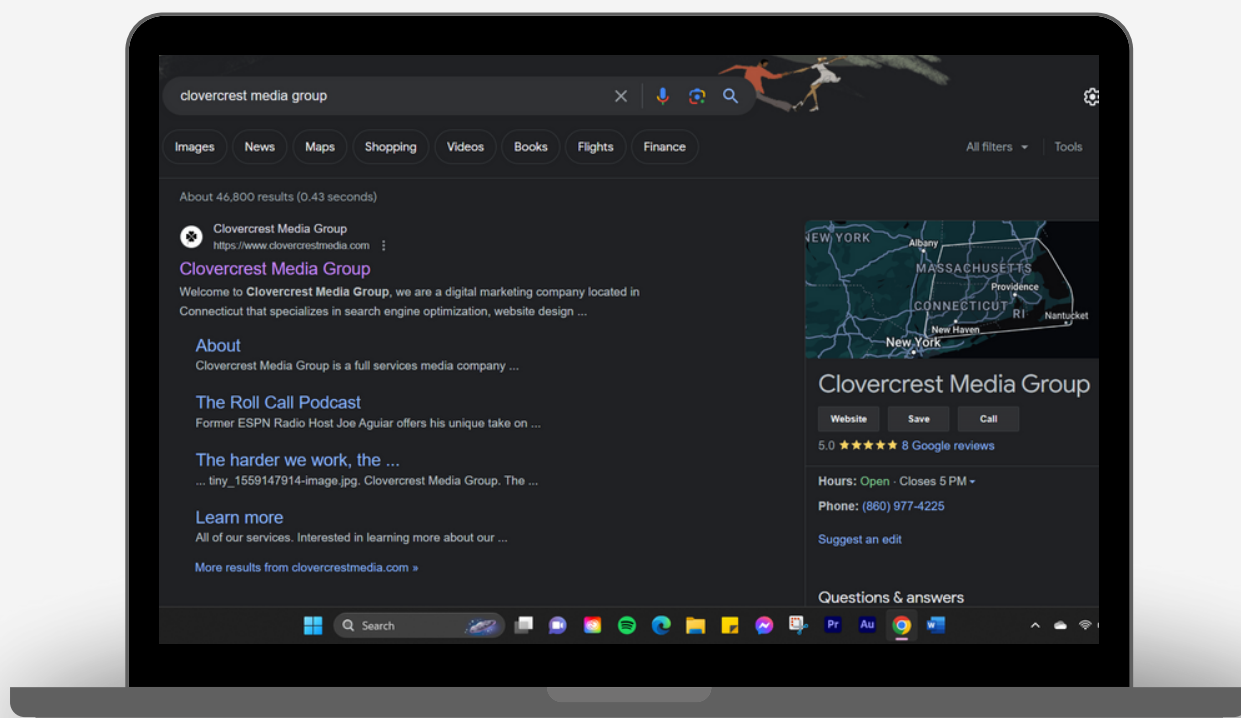 clovercrest media group
Images News Maps Shopping Videos Books Flights Finance All filters Tools
About 46,800 results (0.43 seconds)
Clovercrest Media Group
https://www.clovercrestmedia.com
Clovercrest Media Group
Welcome to Clovercrest Media Group, we are a digital marketing company located in
Connecticut that specializes in search engine optimization, website design ...
About
Clovercrest Media Group is a full services media company ...
The Roll Call Podcast
Former ESPN Radio Host Joe Aguiar offers his unique take on ...
The harder we work, the ...
... tiny_1559147914-image.jpg. Clovercrest Media Group. The ...
Learn more
All of our services. Interested in learning more about our ...
More results from clovercrestmedia.com »
NEW YORK
Albany
MASSACHUSETTS
Providence
CONNECTICUT
RI
Nantucket
New Haven
New York
Clovercrest Media Group
Website Save Call
5.0 8 Google reviews
Hours: Open · Closes 5 PM
Phone: (860) 977-4225
Suggest an edit
Questions & answers
Search
Pr Au